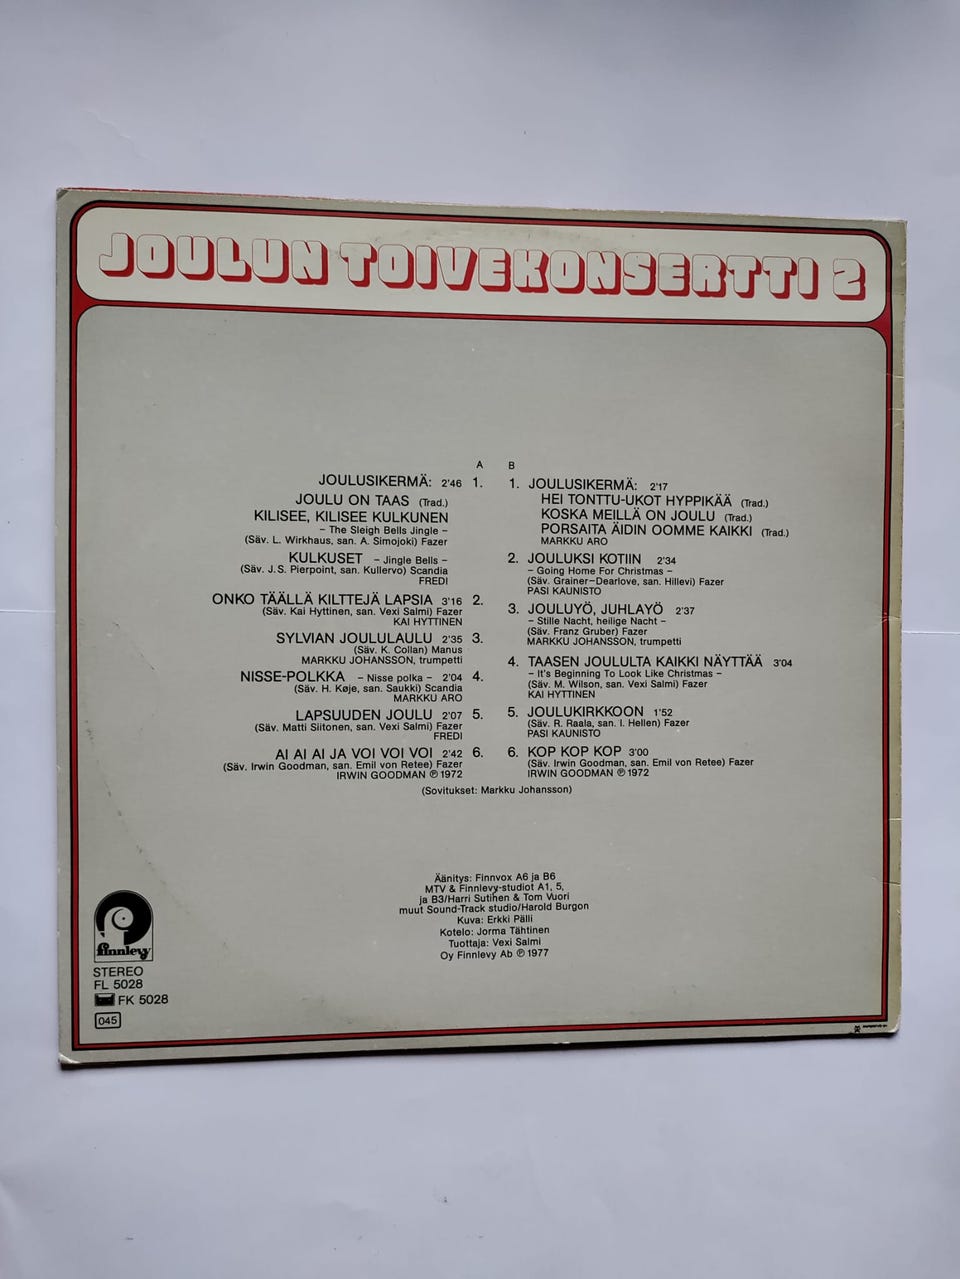 JOULUN TOIVEKONSERTTI 2
A
JOULUSIKERMÄ: 2'46 1.
JOULU ON TAAS (Trad.)
KILISEE, KILISEE KULKUNEN
– The Sleigh Bells Jingle –
(Säv. L. Wirkhaus, san. A. Simojoki) Fazer
KULKUSET – Jingle Bells –
(Säv. J.S. Pierpoint, san. Kullervo) Scandia
FREDI
ONKO TÄÄLLÄ KILTTEJÄ LAPSIA 3'16 2.
(Säv. Kai Hyttinen, san. Vexi Salmi) Fazer
KAI HYTTINEN
SYLVIAN JOULULAULU 2'35 3.
(Säv. K. Collan) Manus
MARKKU JOHANSSON, trumpetti
NISSE-POLKKA – Nisse polka – 2'04 4.
(Säv. H. Køje, san. Saukki) Scandia
MARKKU ARO
LAPSUUDEN JOULU 2'07 5.
(Säv. Matti Siitonen, san. Vexi Salmi) Fazer
FREDI
AI AI AI JA VOI VOI VOI 2'42 6.
(Säv. Irwin Goodman, san. Emil von Retee) Fazer
IRWIN GOODMAN ℗ 1972
B
1. JOULUSIKERMÄ: 2'17
HEI TONTTU-UKOT HYPPIKÄÄ (Trad.)
KOSKA MEILLÄ ON JOULU (Trad.)
PORSAITA ÄIDIN OOMME KAIKKI (Trad.)
MARKKU ARO
2. JOULUKSI KOTIIN 2'34
– Going Home For Christmas –
(Säv. Grainer-Dearlove, san. Hillevi) Fazer
PASI KAUNISTO
3. JOULUYÖ, JUHLAYÖ 2'37
– Stille Nacht, heilige Nacht –
(Säv. Franz Gruber) Fazer
MARKKU JOHANSSON, trumpetti
4. TAASEN JOULULTA KAIKKI NÄYTTÄÄ 3'04
– It's Beginning To Look Like Christmas –
(Säv. M. Wilson, san. Vexi Salmi) Fazer
KAI HYTTINEN
5. JOULUKIRKKOON 1'52
(Säv. R. Raala, san. I. Hellen) Fazer
PASI KAUNISTO
6. KOP KOP KOP 3'00
(Säv. Irwin Goodman, san. Emil von Retee) Fazer
IRWIN GOODMAN ℗ 1972
(Sovitukset: Markku Johansson)
Äänitys: Finnvox A6 ja B6
MTV & Finnlevy-studiot A1, 5,
ja B3/Harri Sutinen & Tom Vuori
muut Sound-Track studio/Harold Burgon
Kuva: Erkki Pälli
Kotelo: Jorma Tähtinen
Tuottaja: Vexi Salmi
Oy Finnlevy Ab ℗ 1977
finnlevy
STEREO
FL 5028
FK 5028
045